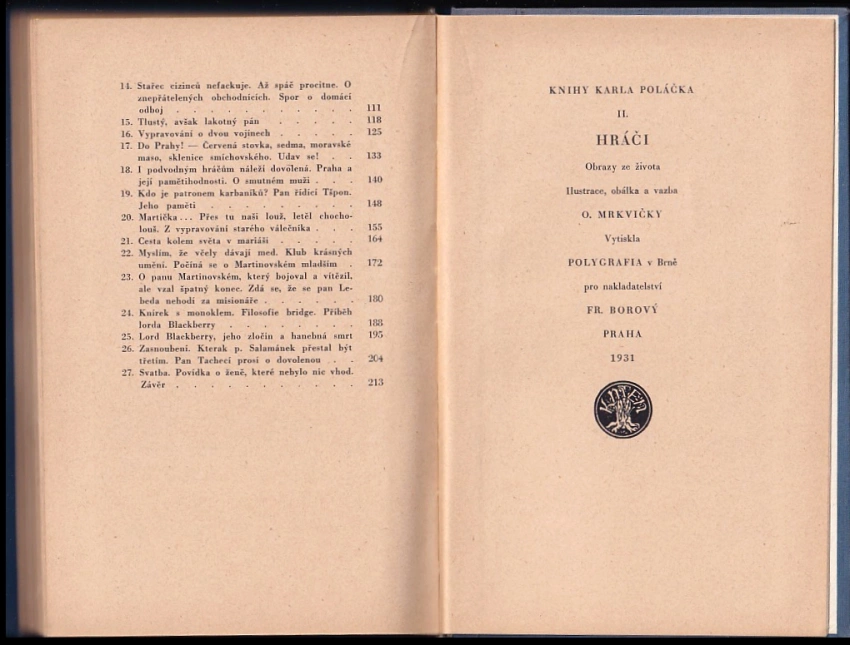 14. Stařec cizinců nefackuje. Až spáč procitne. O
znepřátelených obchodnicích. Spor o domácí
odboj . . . . . . . . . . . 111
15. Tlustý, avšak lakotný pán . . . . . 118
16. Vypravování o dvou vojínech . . . . . 125
17. Do Prahy! — Červená stovka, sedma, moravské
maso, sklenice smíchovského. Udav se! . . 133
18. I podvodným hráčům náleží dovolená. Praha a
její pamětihodnosti. O smutném muži . . . 140
19. Kdo je patronem karbaníků? Pan řídící Tšpon.
Jeho paměti . . . . . . . . . 148
20. Martička ... Přes tu naši louž, letěl chocho-
louš. Z vypravování starého válečníka . . . 155
21. Cesta kolem světa v mariáši . . . . . 164
22. Myslím, že včely dávají med. Klub krásných
umění. Počíná se o Martinovském mladším . 172
23. O panu Martinovském, který bojoval a vítězil,
ale vzal špatný konec. Zdá se, že se pan Le-
beda nehodí za misionáře . . . . . . 180
24. Knírek s monoklem. Filosofie bridge. Příběh
lorda Blackberry . . . . . . . . 188
25. Lord Blackberry, jeho zločin a hanebná smrt 195
26. Zasnoubení. Kterak p. Salamánek přestal být
třetím. Pan Tachecí prosí o dovolenou . . 204
27. Svatba. Povídka o ženě, které nebylo nic vhod.
Závěr . . . . . . . . . . . 213
KNIHY KARLA POLÁČKA
II.
HRÁČI
Obrazy ze života
Ilustrace, obálka a vazba
O. MRKVIČKY
Vytiskla
POLYGRAFIA v Brně
pro nakladatelství
FR. BOROVÝ
PRAHA
1931